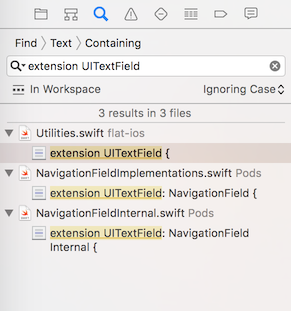 Find > Text > Containing
extension UITextField
In Workspace
Ignoring Case
3 results in 3 files
Utilities.swift flat-ios
extension UITextField {
NavigationFieldImplementations.swift Pods
extension UITextField: NavigationField {
NavigationFieldInternal.swift Pods
extension UITextField: NavigationField
Internal {